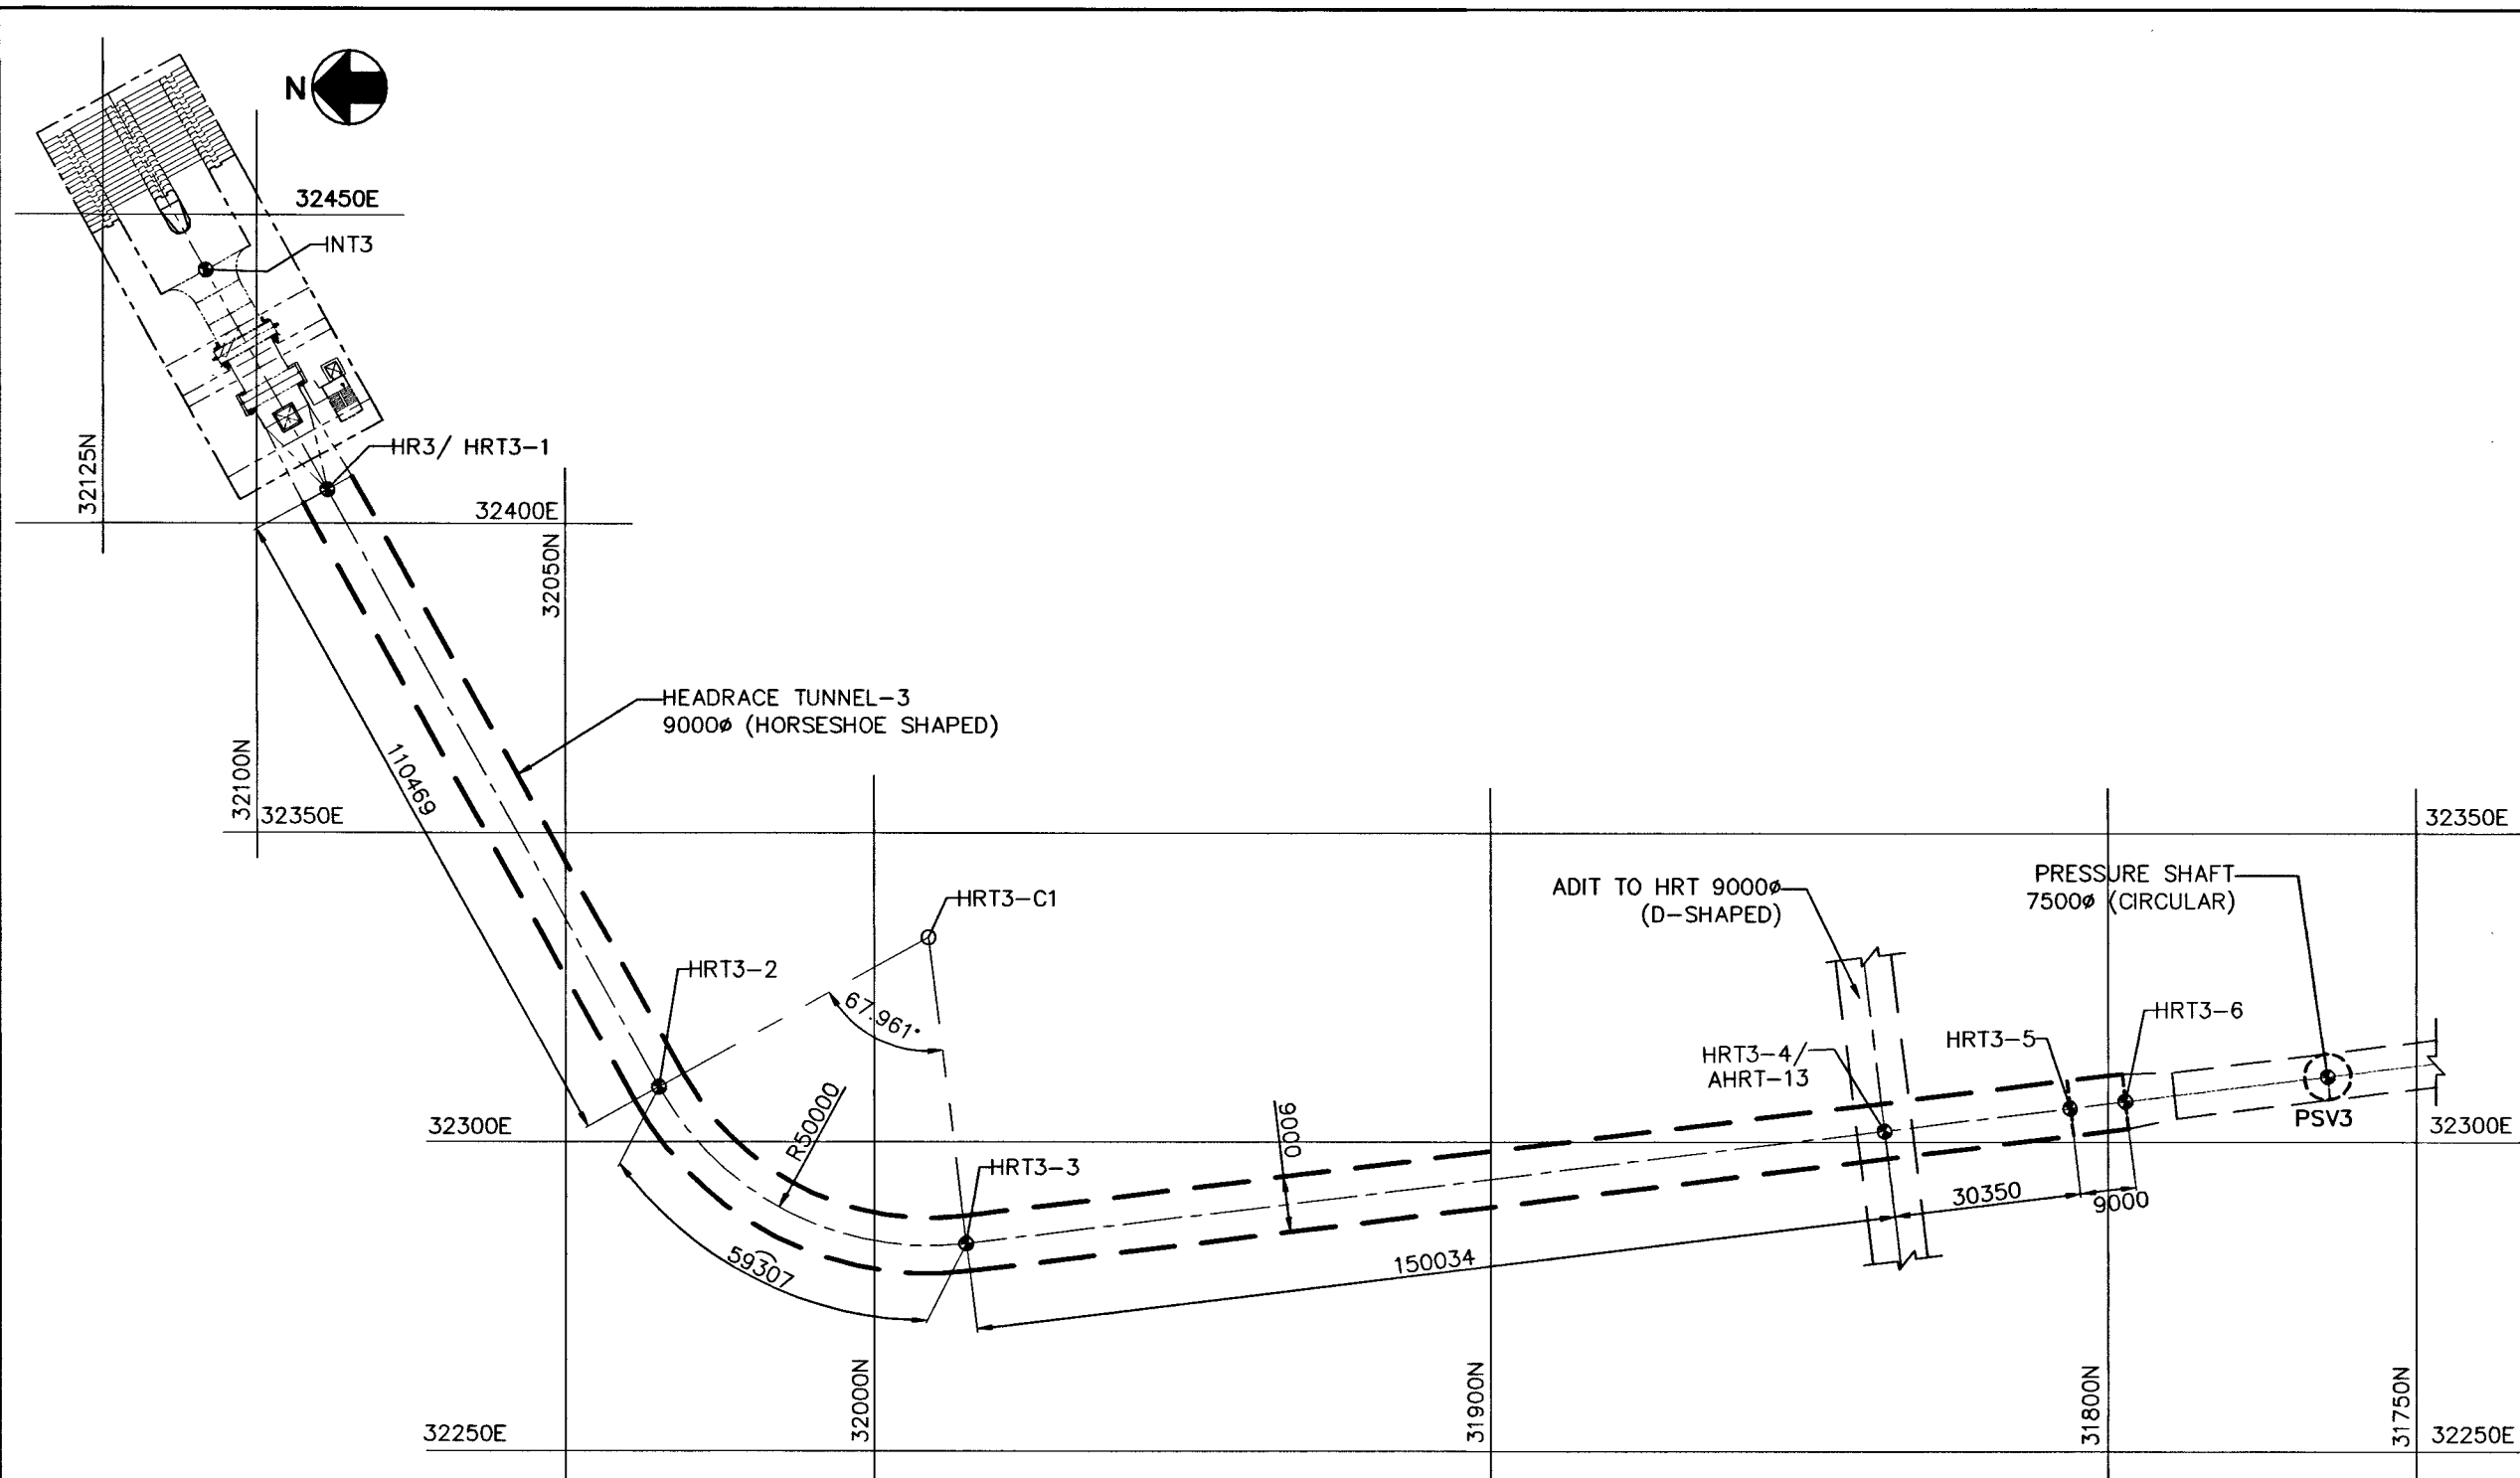 N
32450E
INT3
32125N
HR3/ HRT3-1
32400E
32050N
HEADRACE TUNNEL-3
9000ø (HORSESHOE SHAPED)
110469
32100N
32350E
32350E
HRT3-C1
ADIT TO HRT 9000ø
(D-SHAPED)
PRESSURE SHAFT
7500ø (CIRCULAR)
HRT3-2
67.961°
HRT3-6
HRT3-5
HRT3-4/
AHRT-13
R50000
9000
PSV3
32300E
32300E
HRT3-3
30350
9000
59307
150034
32000N
31900N
31800N
31750N
32250E
32250E